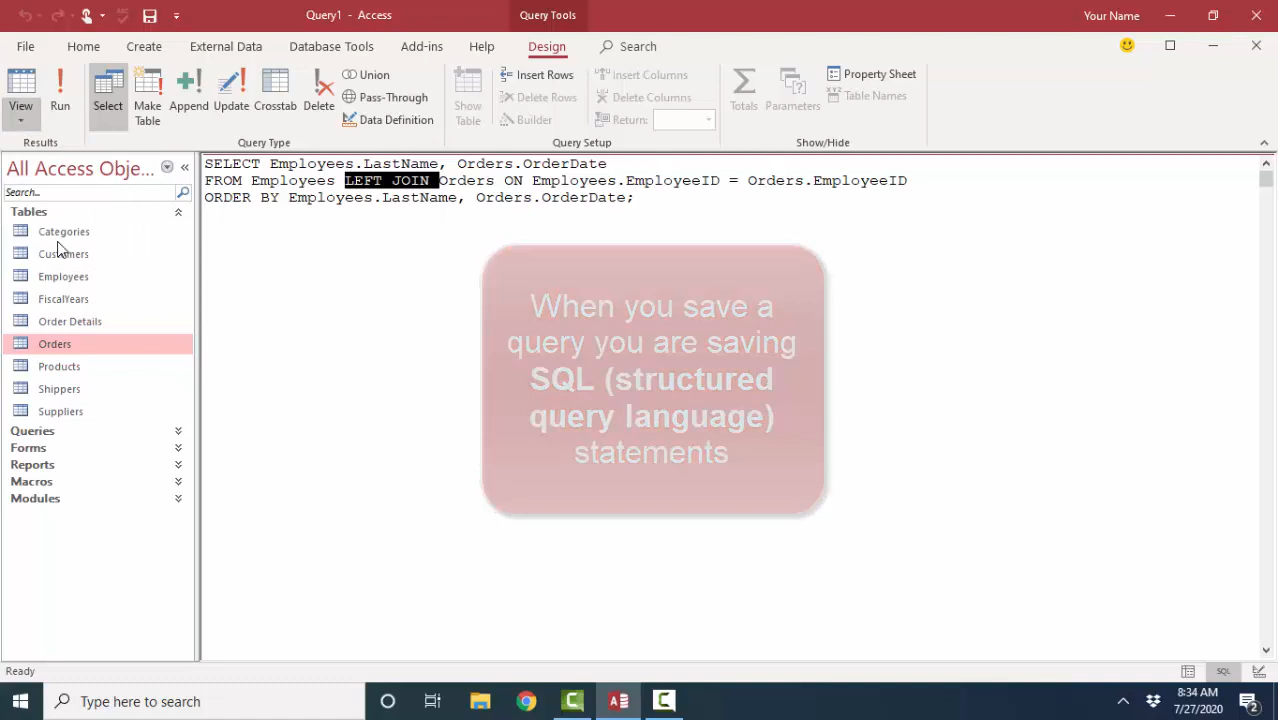 Query1 - Access
Query Tools
Your Name
File Home Create External Data Database Tools Add-ins Help Design Search
View Run Select Make Table Append Update Crosstab Delete
Union
Pass-Through
Data Definition
Show Table
Insert Rows
Delete Rows
Builder
Insert Columns
Delete Columns
Return:
Totals Parameters
Property Sheet
Table Names
Results Query Type Query Setup Show/Hide
All Access Obje...
Search...
Tables
Categories
Customers
Employees
FiscalYears
Order Details
Orders
Products
Shippers
Suppliers
Queries
Forms
Reports
Macros
Modules
SELECT Employees.LastName, Orders.OrderDate
FROM Employees LEFT JOIN Orders ON Employees.EmployeeID = Orders.EmployeeID
ORDER BY Employees.LastName, Orders.OrderDate;
When you save a
query you are saving
SQL (structured
query language)
statements
Ready
SQL
Type here to search
8:34 AM
7/27/2020
2